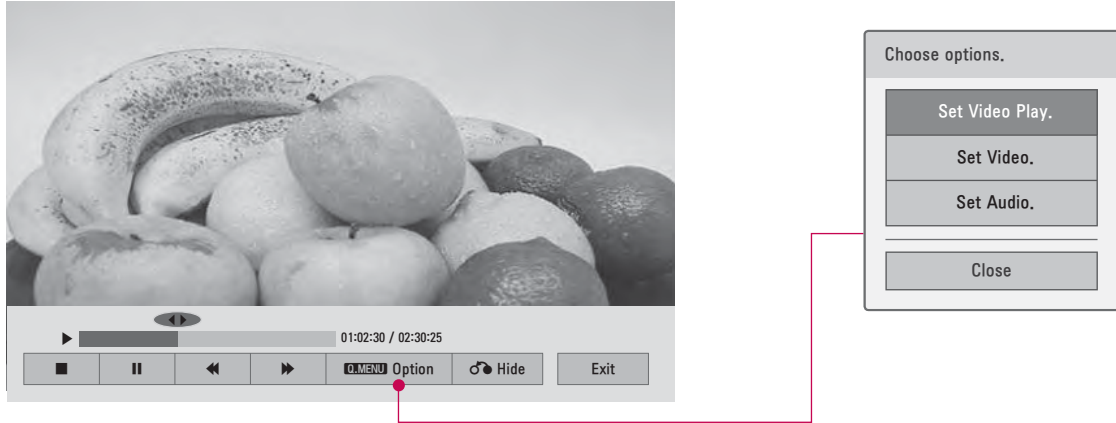 01:02:30 / 02:30:25
Q.MENU Option
Hide
Exit
Choose options.
Set Video Play.
Set Video.
Set Audio.
Close